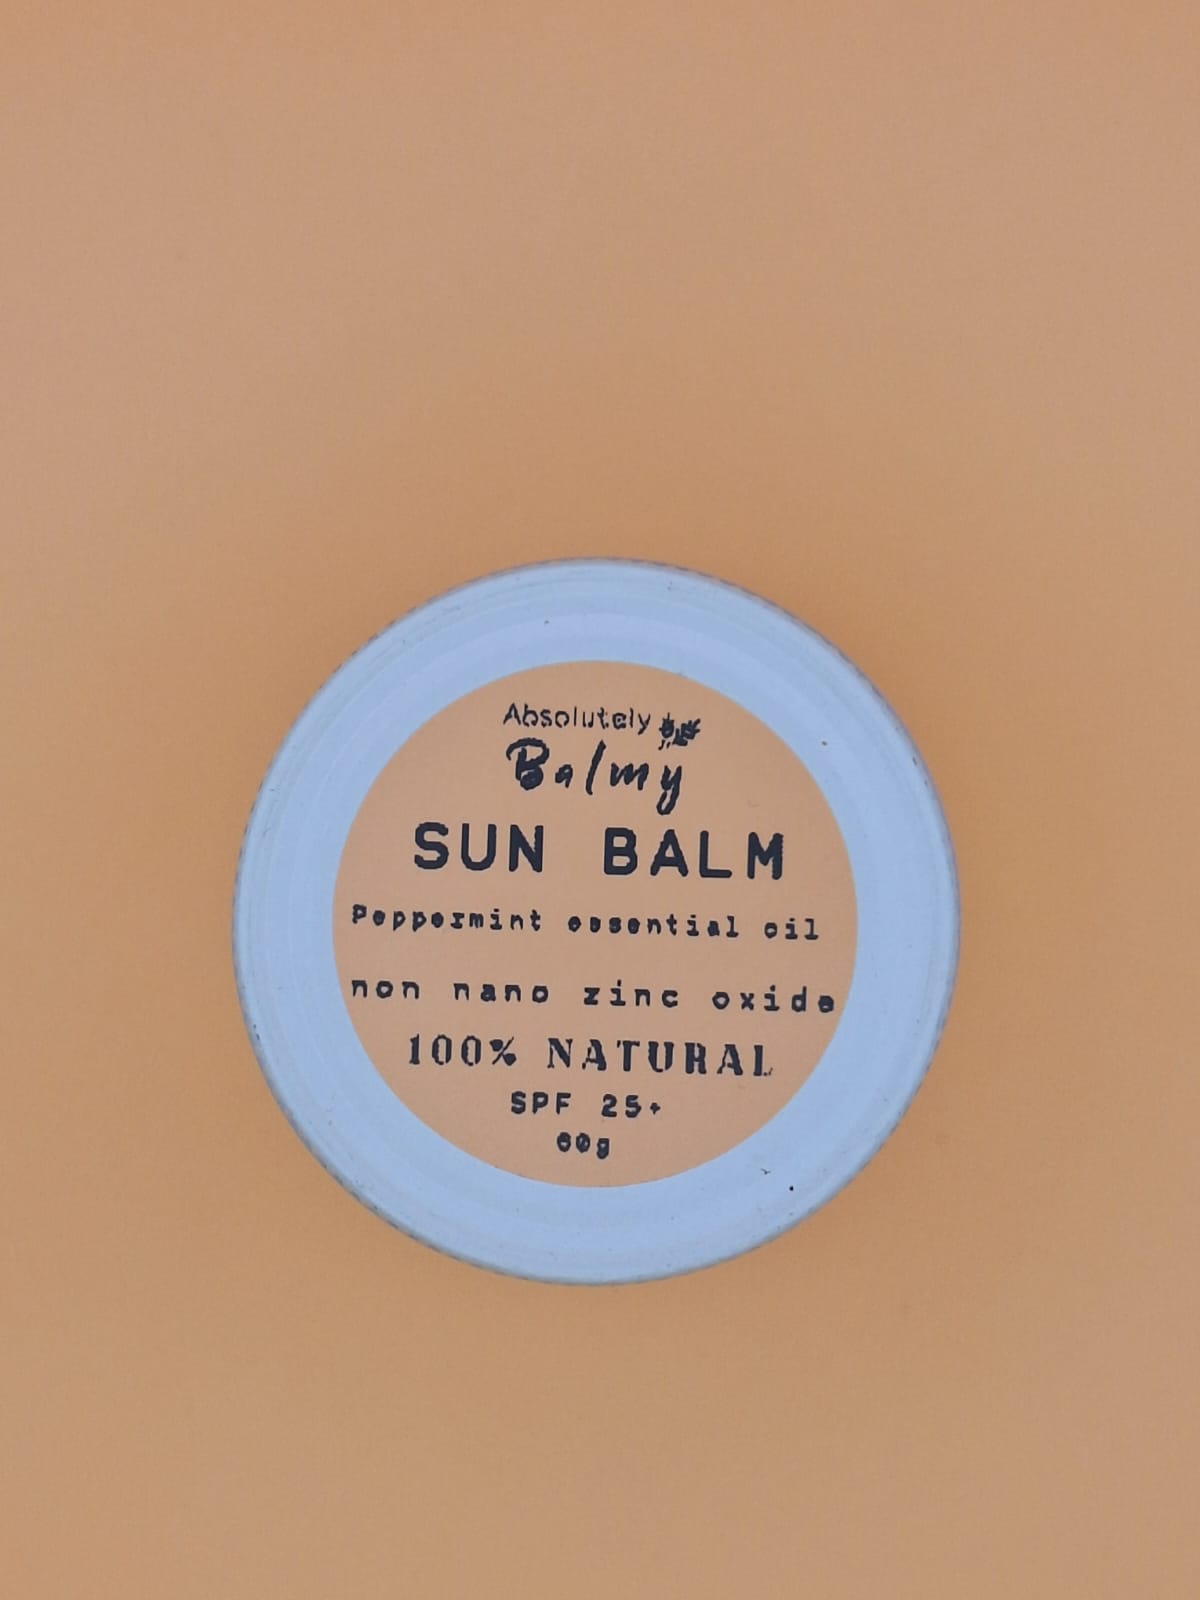 Absolutely
Balmy
SUN BALM
Peppermint essential oil
non nano zinc oxide
100% NATURAL
SPF 25+
60g